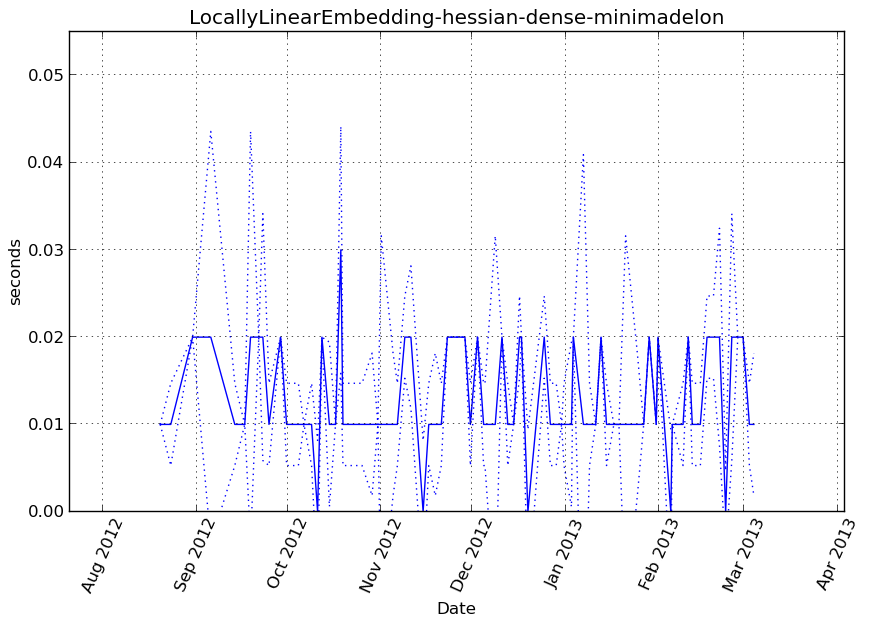 LocallyLinearEmbedding-hessian-dense-minimadelon
0.05
0.04
0.03
0.02
0.01
0.00
seconds
Aug 2012
Sep 2012
Oct 2012
Nov 2012
Dec 2012
Jan 2013
Feb 2013
Mar 2013
Apr 2013
Date